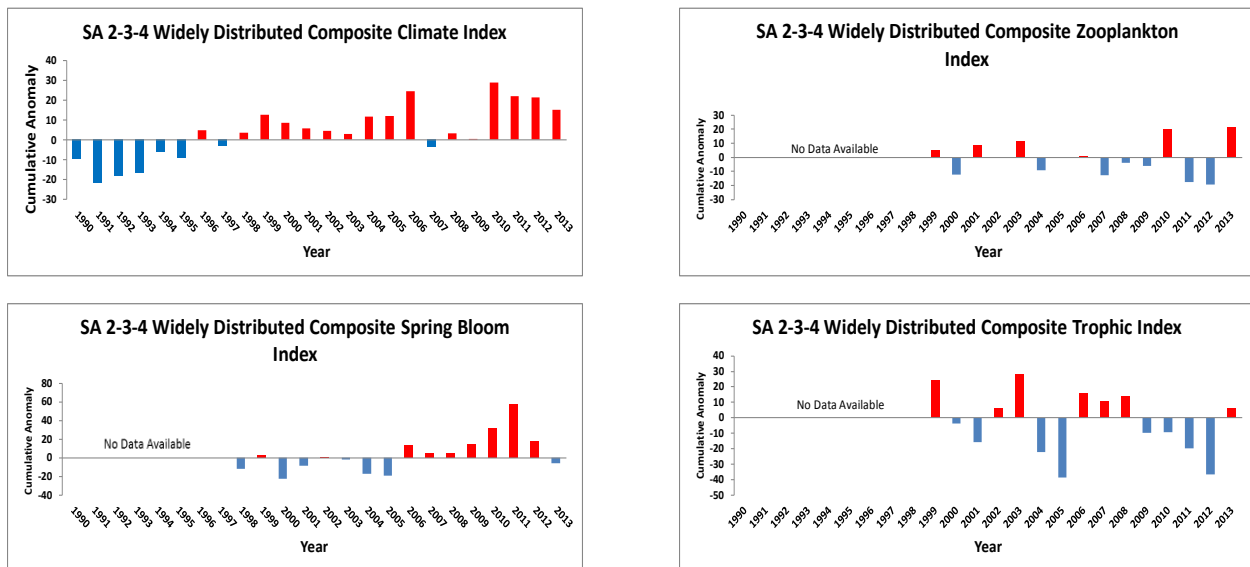 SA 2-3-4 Widely Distributed Composite Climate Index
Cumulative Anomaly
40
30
20
10
0
-10
-20
-30
1990 1991 1992 1993 1994 1995 1996 1997 1998 1999 2000 2001 2002 2003 2004 2005 2006 2007 2008 2009 2010 2011 2012 2013
Year
SA 2-3-4 Widely Distributed Composite Zooplankton
Index
Cumlative Anomaly
30
20
10
0
-10
-20
-30
No Data Available
1990 1991 1992 1993 1994 1995 1996 1997 1998 1999 2000 2001 2002 2003 2004 2005 2006 2007 2008 2009 2010 2011 2012 2013
Year
SA 2-3-4 Widely Distributed Composite Spring Bloom
Index
Cumulative Anomaly
80
60
40
20
0
-20
-40
No Data Available
1990 1991 1992 1993 1994 1995 1996 1997 1998 1999 2000 2001 2002 2003 2004 2005 2006 2007 2008 2009 2010 2011 2012 2013
Year
SA 2-3-4 Widely Distributed Composite Trophic Index
Cumulative Anomaly
40
30
20
10
0
-10
-20
-30
-40
-50
No Data Available
1990 1991 1992 1993 1994 1995 1996 1997 1998 1999 2000 2001 2002 2003 2004 2005 2006 2007 2008 2009 2010 2011 2012 2013
Year